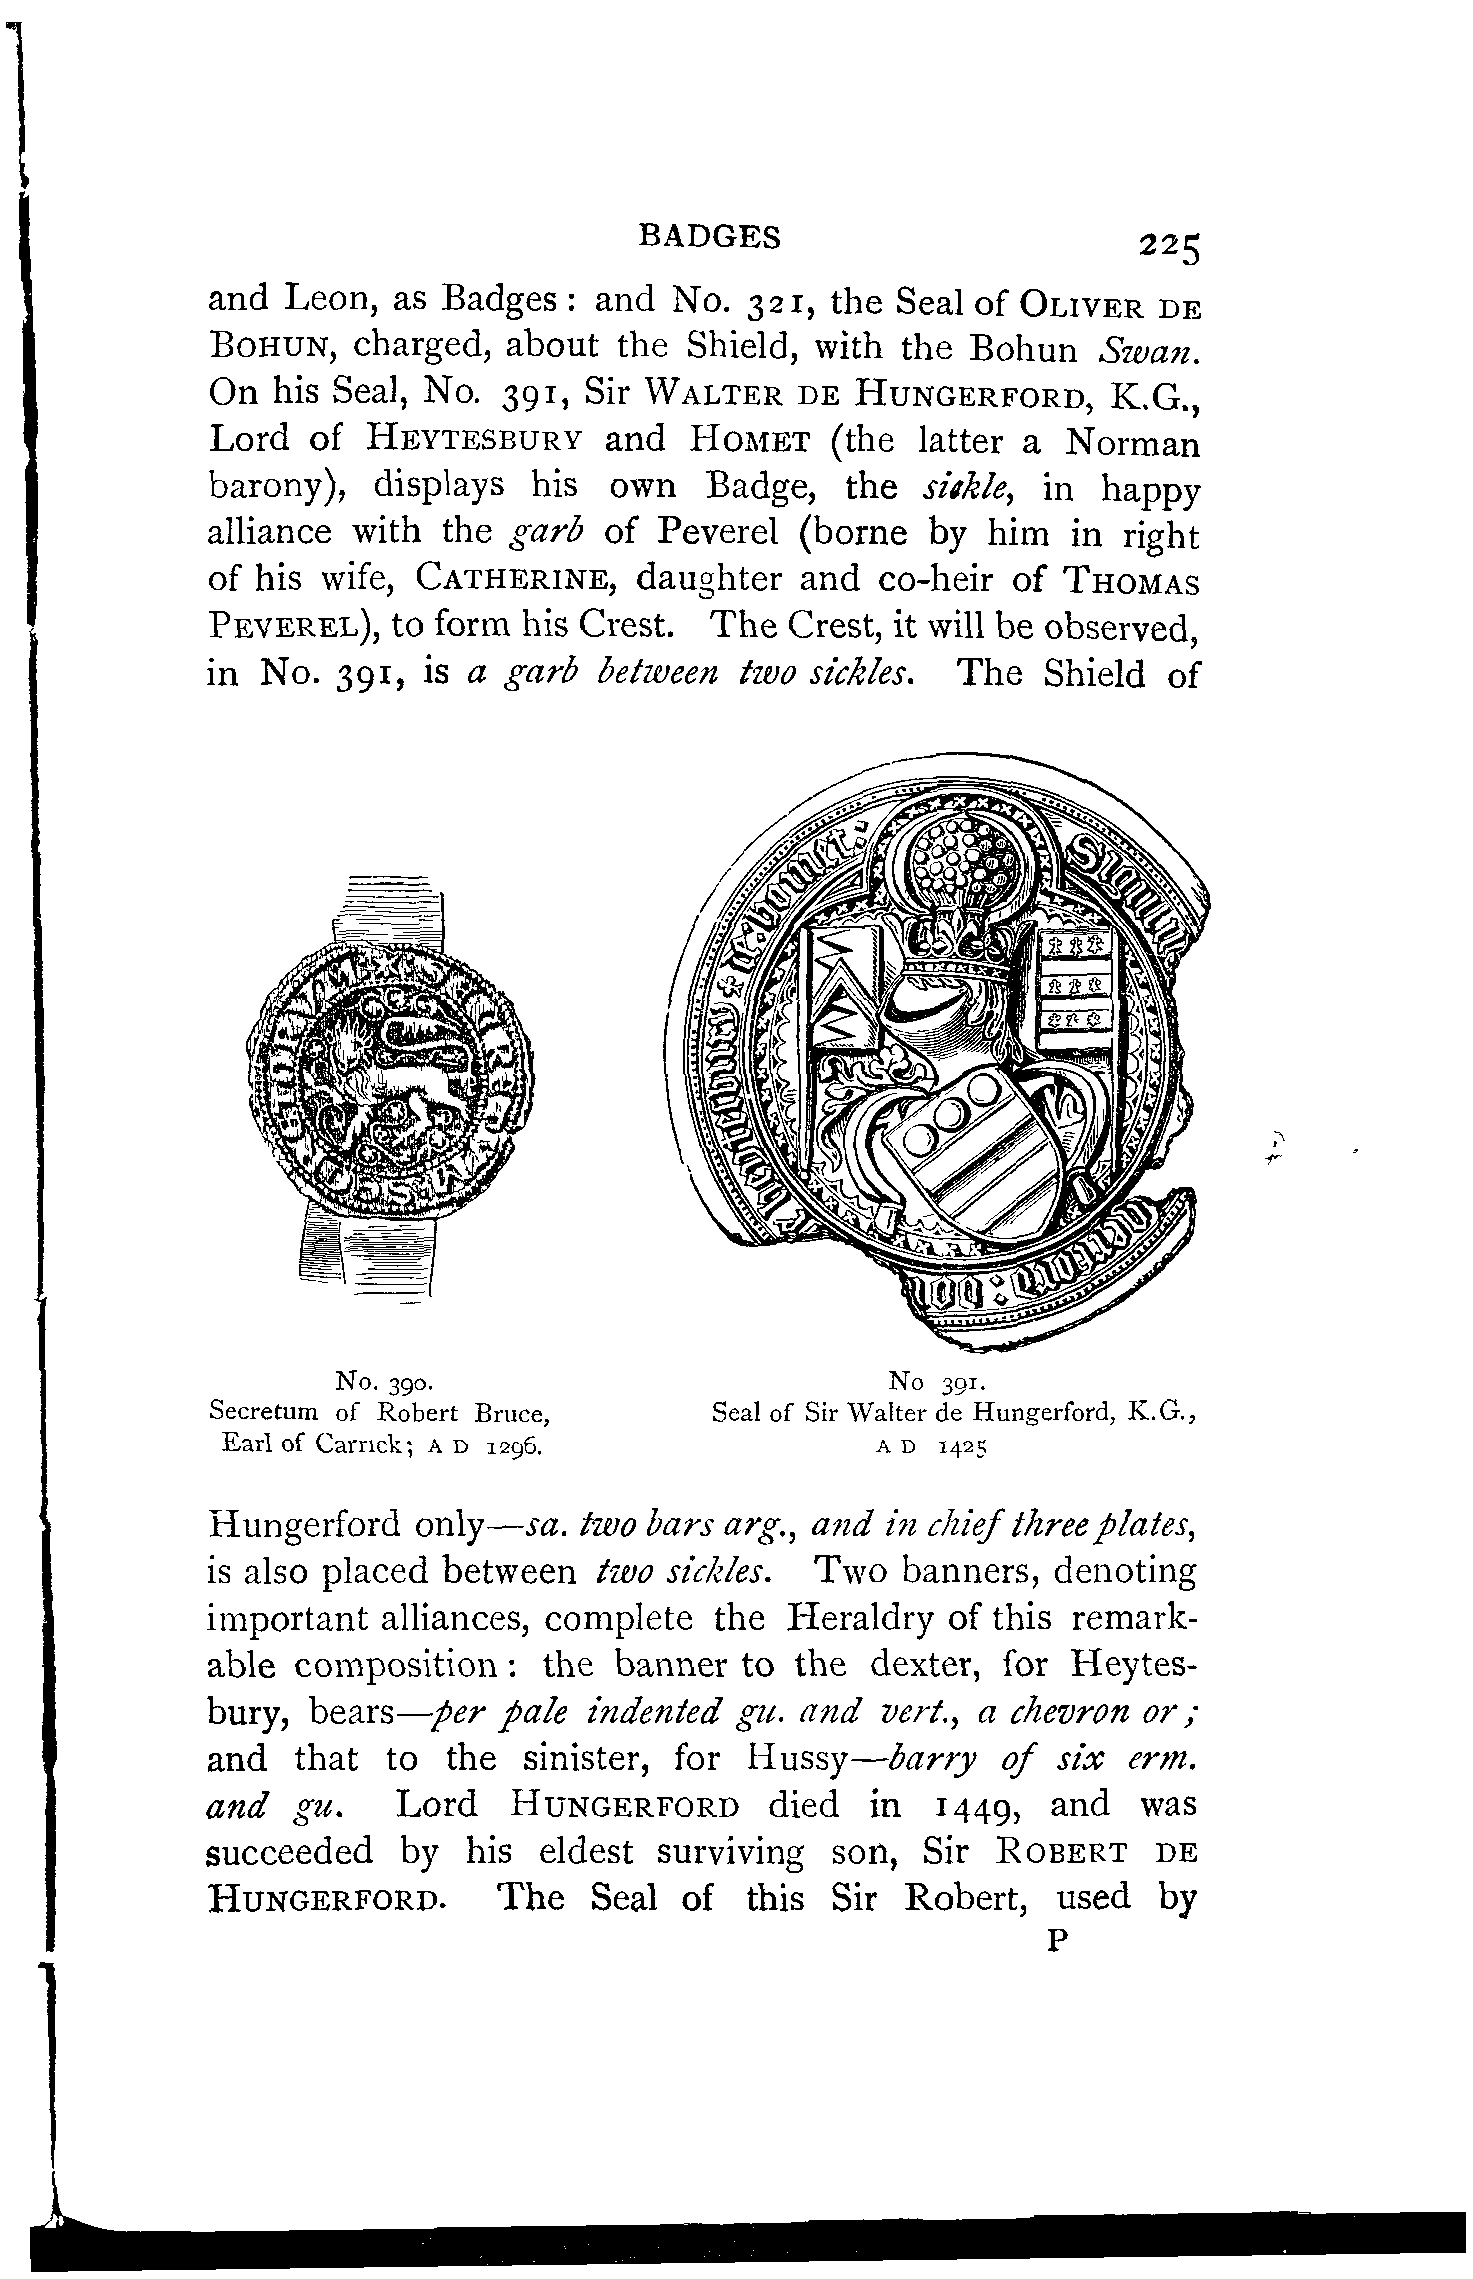 BADGES 225
and Leon, as Badges: and No. 321, the Seal of OLIVER DE
BOHUN, charged, about the Shield, with the Bohun Swan.
On his Seal, No. 391, Sir WALTER DE HUNGERFORD, K.G.,
Lord of HEYTESBURY and HOMET (the latter a Norman
barony), displays his own Badge, the sickle, in happy
alliance with the garb of Peverel (borne by him in right
of his wife, CATHERINE, daughter and co-heir of THOMAS
PEVEREL), to form his Crest. The Crest, it will be observed,
in No. 391, is a garb between two sickles. The Shield of
No. 390.
Secretum of Robert Bruce,
Earl of Carrick; A D 1296.
No 391.
Seal of Sir Walter de Hungerford, K.G.,
A D 1425
Hungerford only—sa. two bars arg., and in chief three plates,
is also placed between two sickles. Two banners, denoting
important alliances, complete the Heraldry of this remark-
able composition: the banner to the dexter, for Heytes-
bury, bears—per pale indented gu. and vert., a chevron or;
and that to the sinister, for Hussy—barry of six erm.
and gu. Lord HUNGERFORD died in 1449, and was
succeeded by his eldest surviving son, Sir ROBERT DE
HUNGERFORD. The Seal of this Sir Robert, used by
P